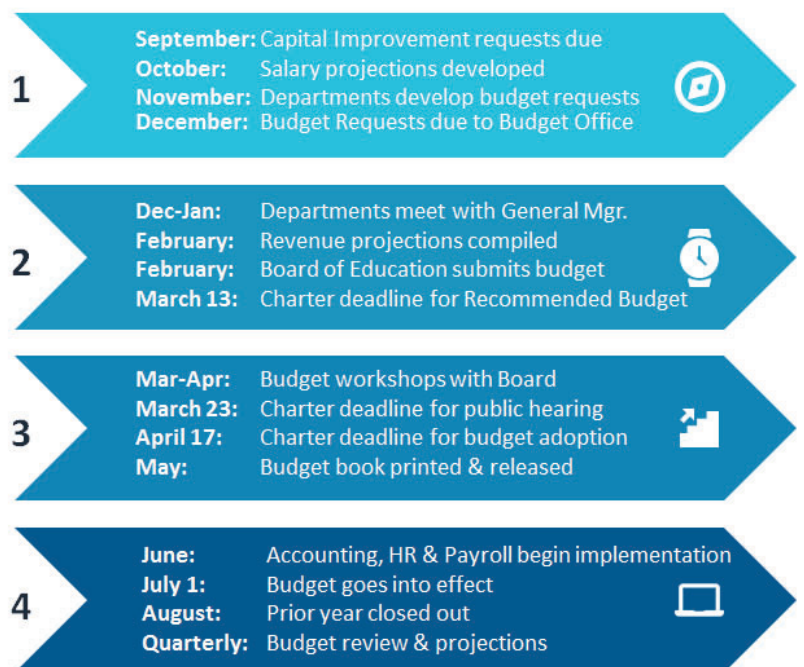 1
September: Capital Improvement requests due
October: Salary projections developed
November: Departments develop budget requests
December: Budget Requests due to Budget Office
2
Dec-Jan: Departments meet with General Mgr.
February: Revenue projections compiled
February: Board of Education submits budget
March 13: Charter deadline for Recommended Budget
3
Mar-Apr: Budget workshops with Board
March 23: Charter deadline for public hearing
April 17: Charter deadline for budget adoption
May: Budget book printed & released
4
June: Accounting, HR & Payroll begin implementation
July 1: Budget goes into effect
August: Prior year closed out
Quarterly: Budget review & projections